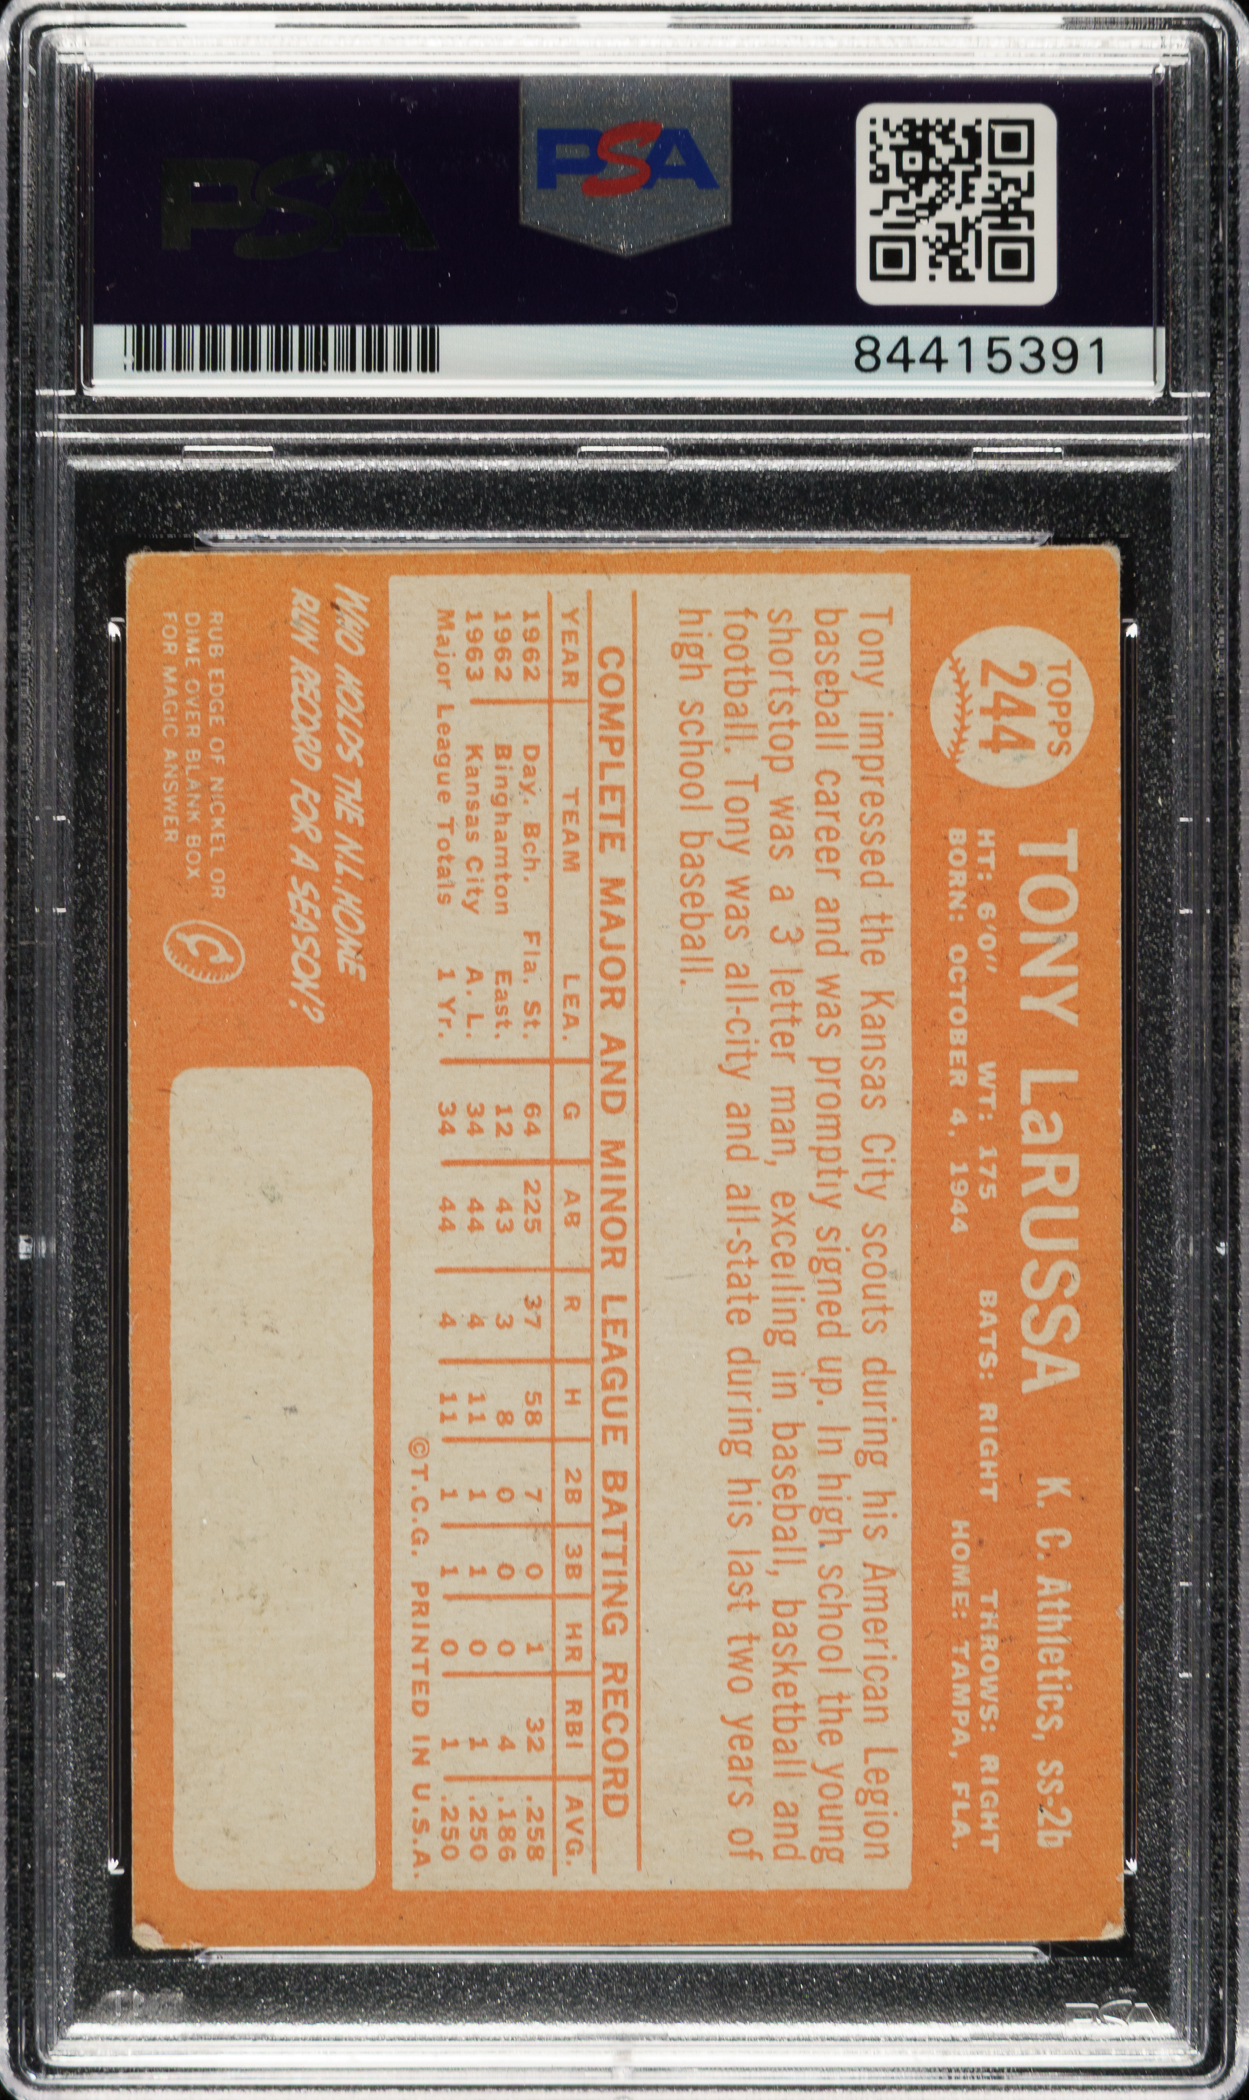 PSA
PSA
84415391
TOPPS
244
TONY LaRUSSA K. C. Athletics, SS-2b
HT: 6'0" WT: 175 BATS: RIGHT THROWS: RIGHT
BORN: OCTOBER 4, 1944 HOME: TAMPA, FLA.
Tony impressed the Kansas City scouts during his American Legion
baseball career and was promptly signed up. In high school the young
shortstop was a 3 letter man, excelling in baseball, basketball and
football. Tony was all-city and all-state during his last two years of
high school baseball.
COMPLETE MAJOR AND MINOR LEAGUE BATTING RECORD
YEAR TEAM LEA. G AB R H 2B 3B HR RBI AVG.
1962 Day. Bch. Fla. St. 64 225 37 58 7 0 1 32 .258
1962 Binghamton East. 12 43 3 8 0 0 0 4 .186
1963 Kansas City A. L. 34 44 4 11 1 1 0 1 .250
Major League Totals 1 Yr. 34 44 4 11 1 1 0 1 .250
©T.C.G. PRINTED IN U.S.A.
WHO HOLDS THE N.L. HOME
RUN RECORD FOR A SEASON?
RUB EDGE OF NICKEL OR
DIME OVER BLANK BOX
FOR MAGIC ANSWER
PSA